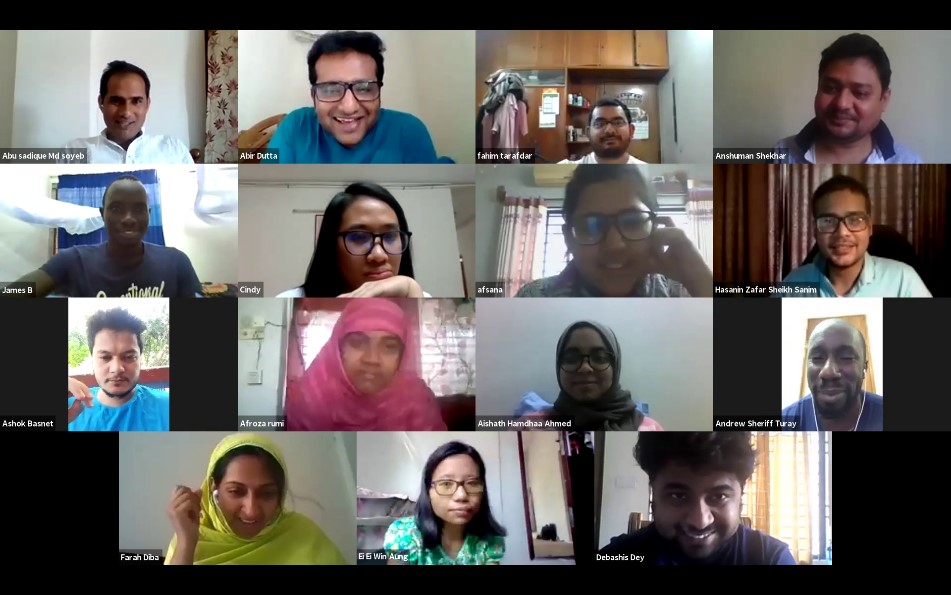 Abu sadique Md soyeb
Abir Dutta
fahim tarafdar
Anshuman Shekhar
James B
Cindy
afsana
Hasanin Zafar Sheikh Sanim
Ashok Basnet
Afroza rumi
Aishath Hamdhaa Ahmed
Andrew Sheriff Turay
Farah Diba
Ei Ei Win Aung
Debashis Dey